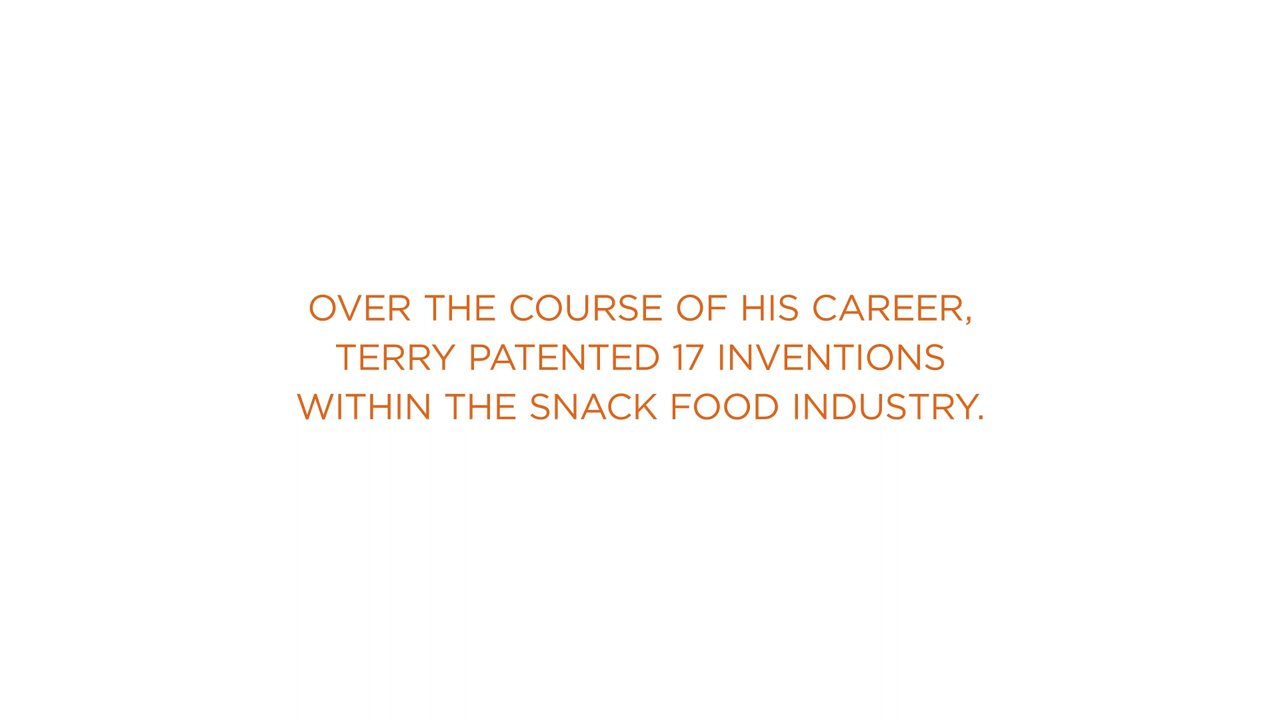 OVER THE COURSE OF HIS CAREER,
TERRY PATENTED 17 INVENTIONS
WITHIN THE SNACK FOOD INDUSTRY.